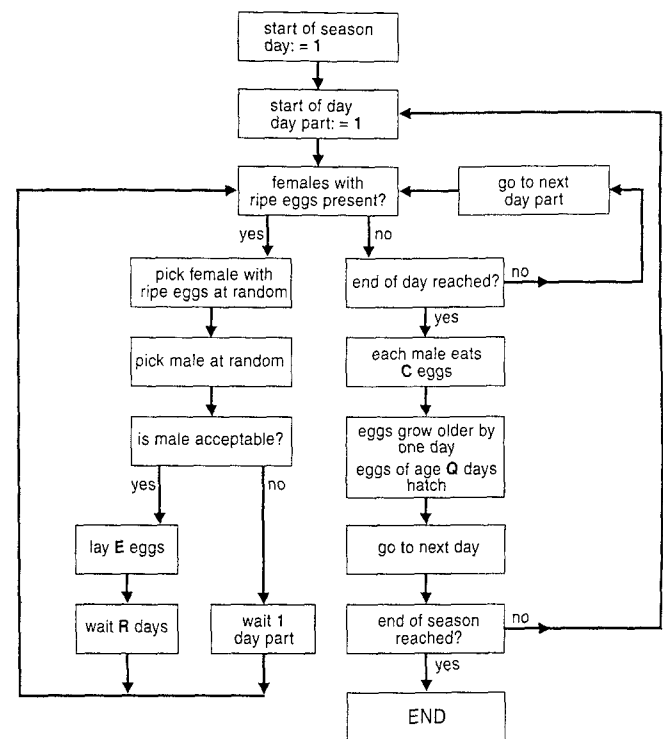 start of season
day: = 1
start of day
day part: = 1
females with
ripe eggs present?
go to next
day part
yes
no
pick female with
ripe eggs at random
end of day reached?
no
yes
pick male at random
each male eats
C eggs
is male acceptable?
eggs grow older by
one day
eggs of age Q days
hatch
yes
no
lay E eggs
go to next day
wait R days
wait 1
day part
end of season
reached?
no
yes
END